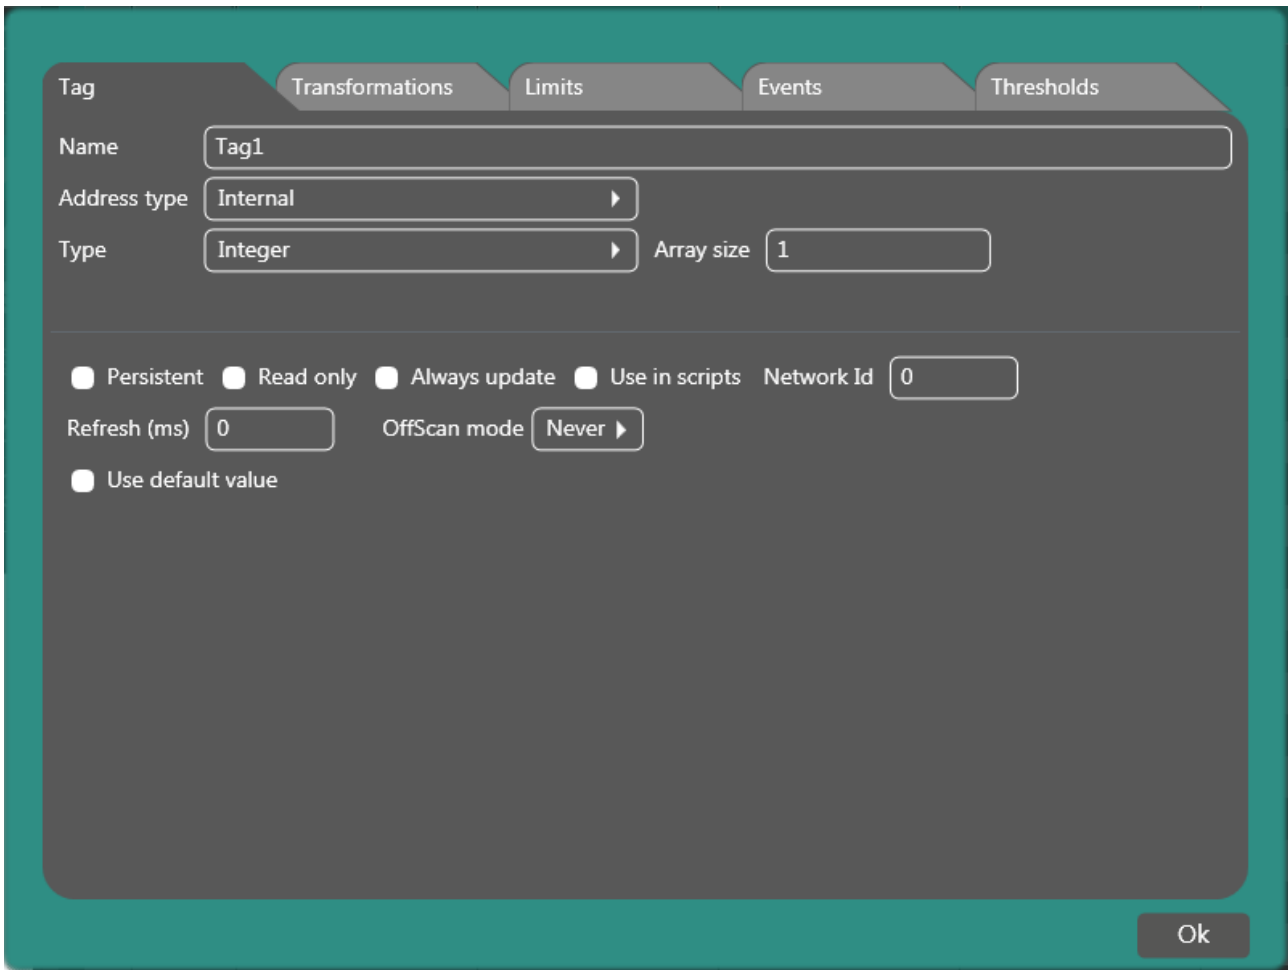 Tag Transformations Limits Events Thresholds
Name Tag1
Address type Internal
Type Integer Array size 1
Persistent Read only Always update Use in scripts Network Id 0
Refresh (ms) 0 OffScan mode Never
Use default value
Ok